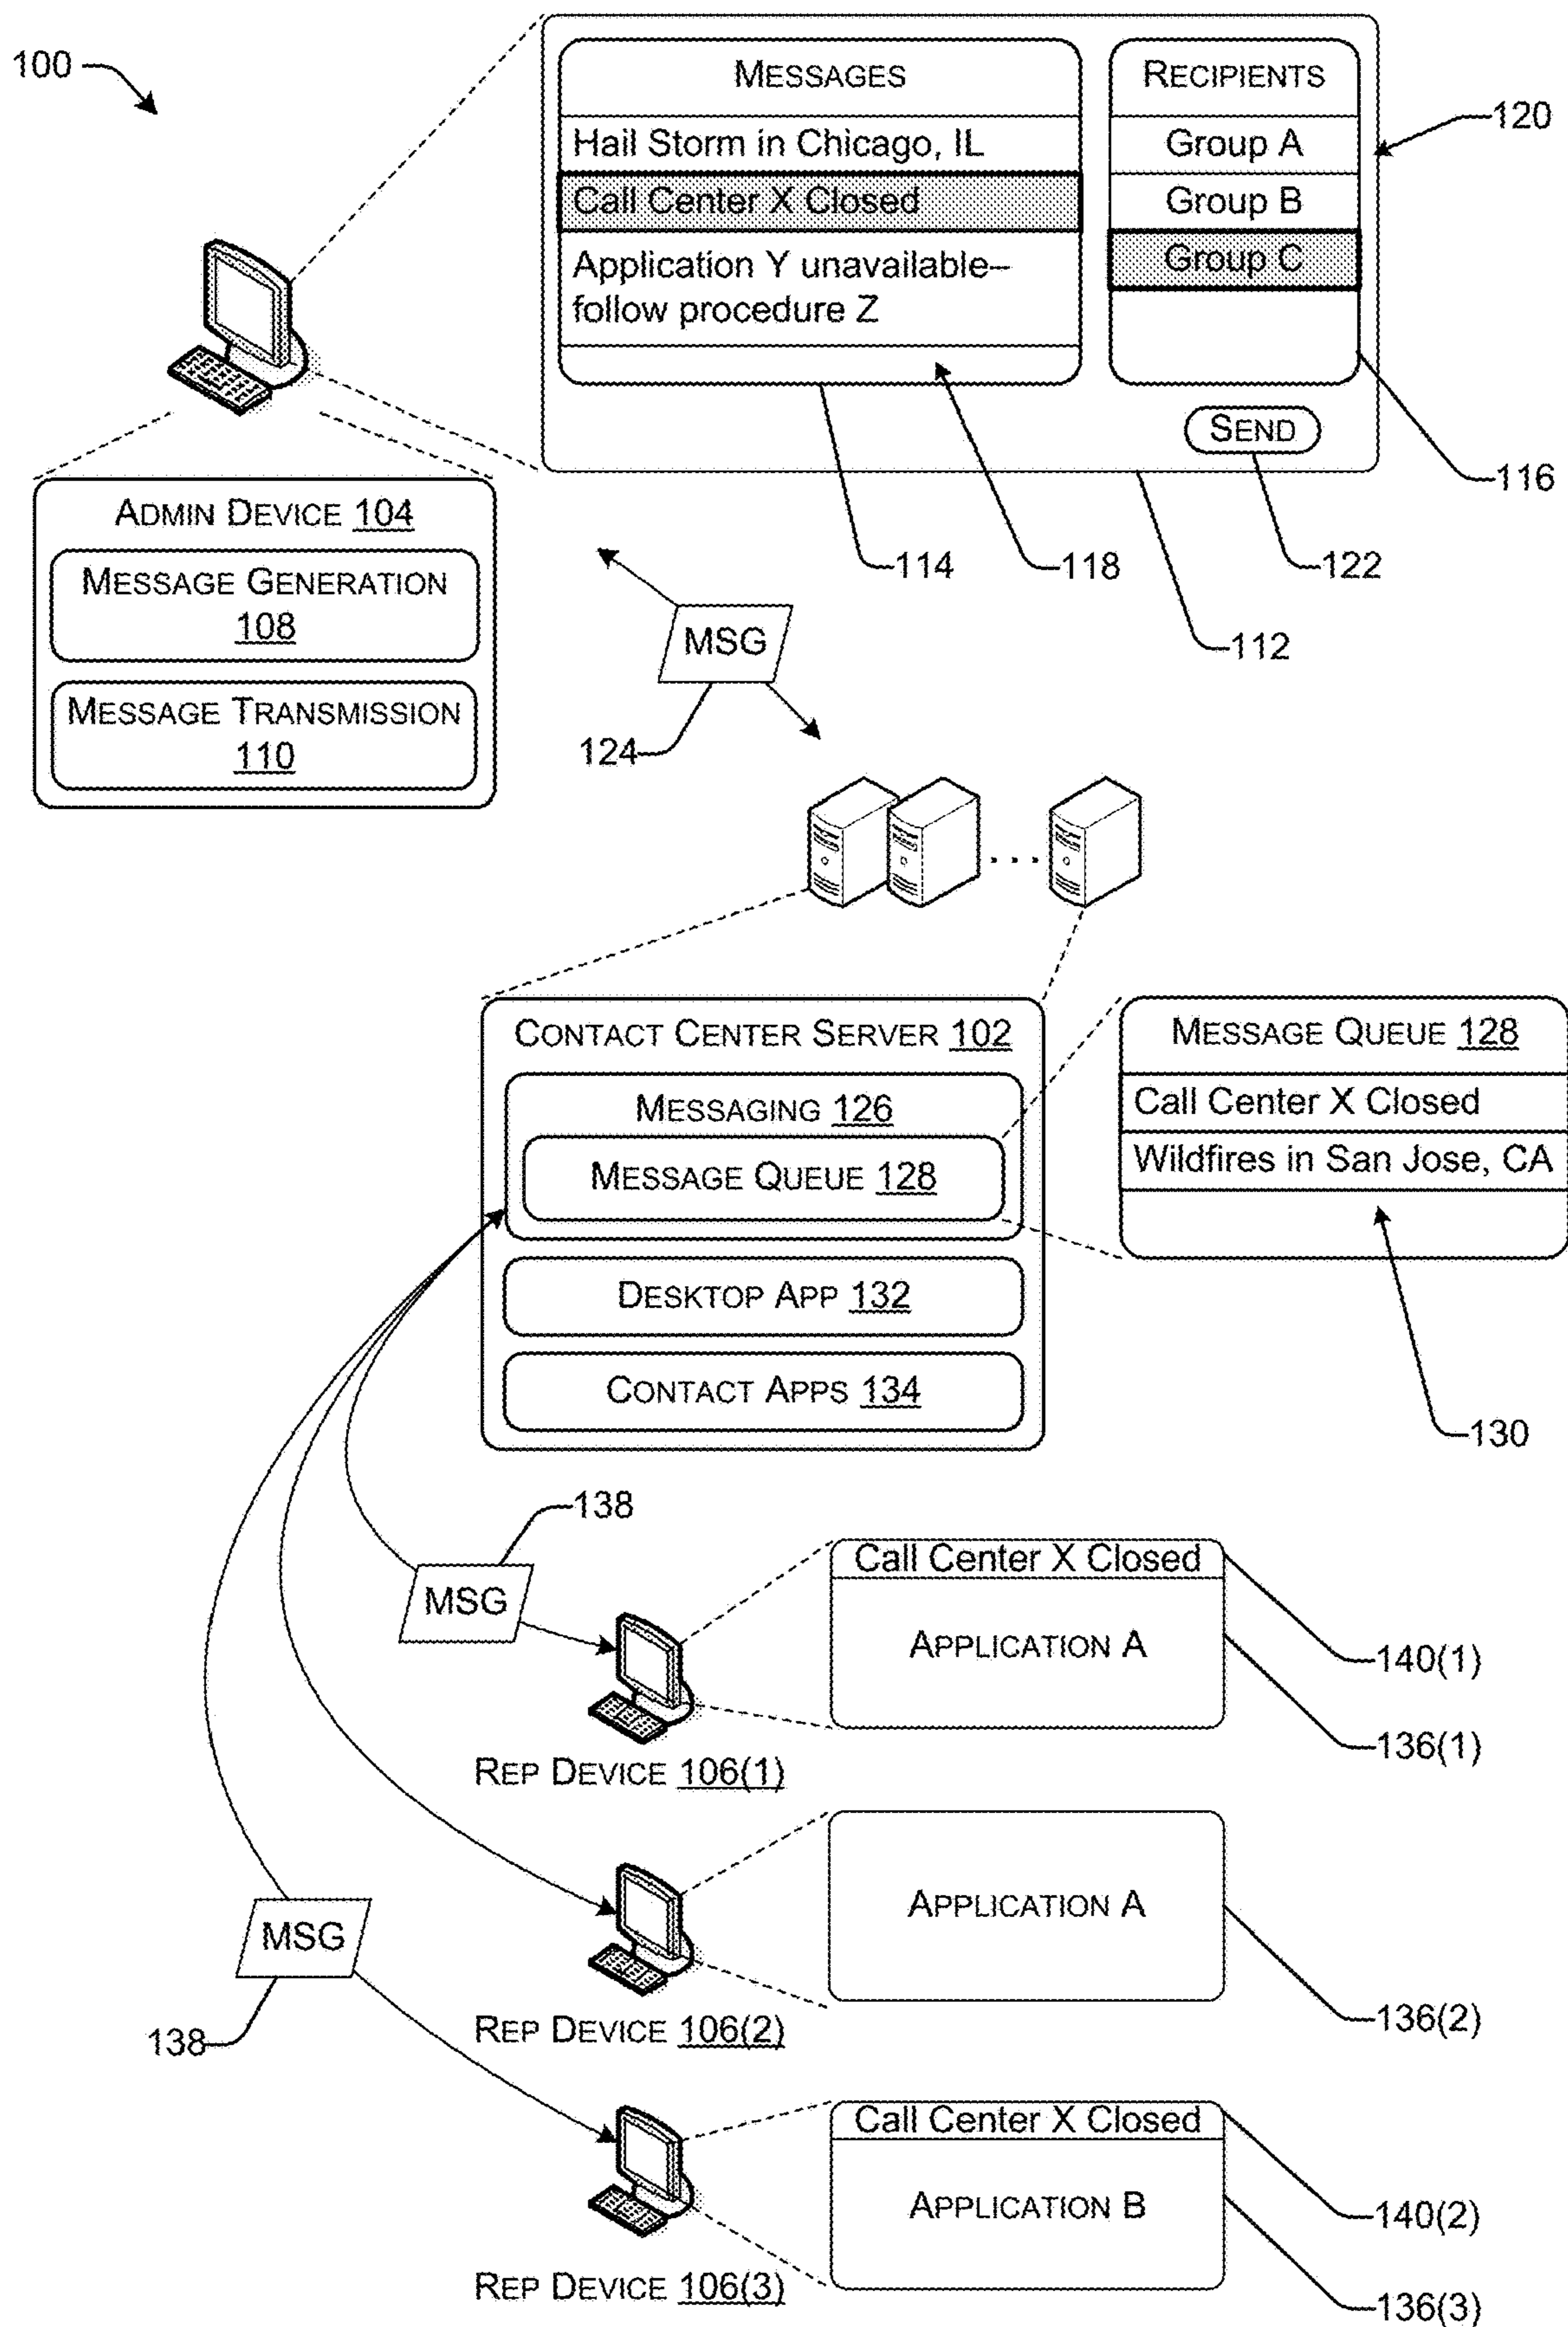 100
MESSAGES
Hail Storm in Chicago, IL
Call Center X Closed
Application Y unavailable–
follow procedure Z
RECIPIENTS
Group A
Group B
Group C
SEND
120
116
122
112
118
114
ADMIN DEVICE 104
MESSAGE GENERATION
108
MESSAGE TRANSMISSION
110
MSG
124
CONTACT CENTER SERVER 102
MESSAGING 126
MESSAGE QUEUE 128
DESKTOP APP 132
CONTACT APPS 134
MESSAGE QUEUE 128
Call Center X Closed
Wildfires in San Jose, CA
130
138
MSG
Call Center X Closed
APPLICATION A
140(1)
136(1)
REP DEVICE 106(1)
APPLICATION A
136(2)
REP DEVICE 106(2)
MSG
138
Call Center X Closed
APPLICATION B
140(2)
136(3)
REP DEVICE 106(3)